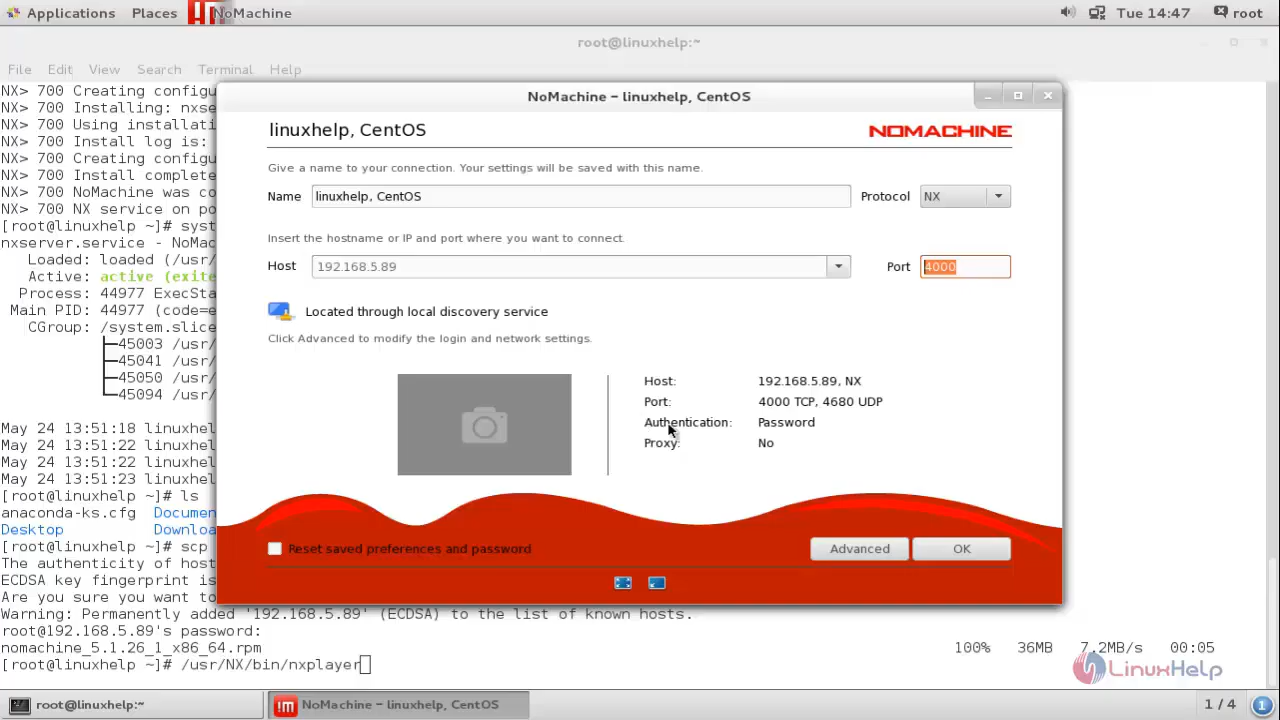 Applications Places NoMachine Tue 14:47 root
root@linuxhelp:~
File Edit View Search Terminal Help
NX> 700 Creating configu
NX> 700 Installing: nxse
NX> 700 Using installati
NX> 700 Install log is:
NX> 700 Creating configu
NX> 700 Install complete
NX> 700 NoMachine was co
NX> 700 NX service on po
[root@linuxhelp ~]# syst
nxserver.service - NoMac
Loaded: loaded (/usr/
Active: active (exite
Process: 44977 ExecSta
Main PID: 44977 (code=e
CGroup: /system.slice
├─45003 /usr/
├─45041 /usr/
├─45050 /usr/
└─45094 /usr/
May 24 13:51:18 linuxhel
May 24 13:51:22 linuxhel
May 24 13:51:22 linuxhel
May 24 13:51:23 linuxhel
[root@linuxhelp ~]# ls
anaconda-ks.cfg Documen
Desktop Downloa
[root@linuxhelp ~]# scp
The authenticity of host
ECDSA key fingerprint is
Are you sure you want to
Warning: Permanently added '192.168.5.89' (ECDSA) to the list of known hosts.
root@192.168.5.89's password:
nomachine_5.1.26_1_x86_64.rpm 100% 36MB 7.2MB/s 00:05
[root@linuxhelp ~]# /usr/NX/bin/nxplayer
NoMachine - linuxhelp, CentOS
linuxhelp, CentOS NOMACHINE
Give a name to your connection. Your settings will be saved with this name.
Name linuxhelp, CentOS Protocol NX
Insert the hostname or IP and port where you want to connect.
Host 192.168.5.89 Port 4000
Located through local discovery service
Click Advanced to modify the login and network settings.
Host: 192.168.5.89, NX
Port: 4000 TCP, 4680 UDP
Authentication: Password
Proxy: No
Reset saved preferences and password Advanced OK
LinuxHelp
root@linuxhelp:~ !m NoMachine - linuxhelp, CentOS 1 / 4 1